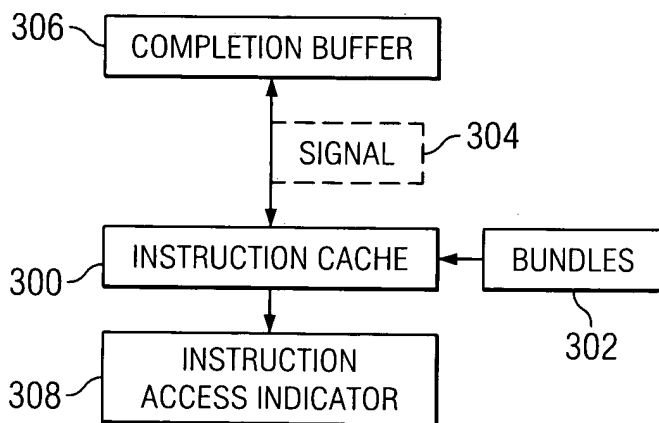 306
COMPLETION BUFFER
SIGNAL
304
300
INSTRUCTION CACHE
BUNDLES
302
308
INSTRUCTION
ACCESS INDICATOR